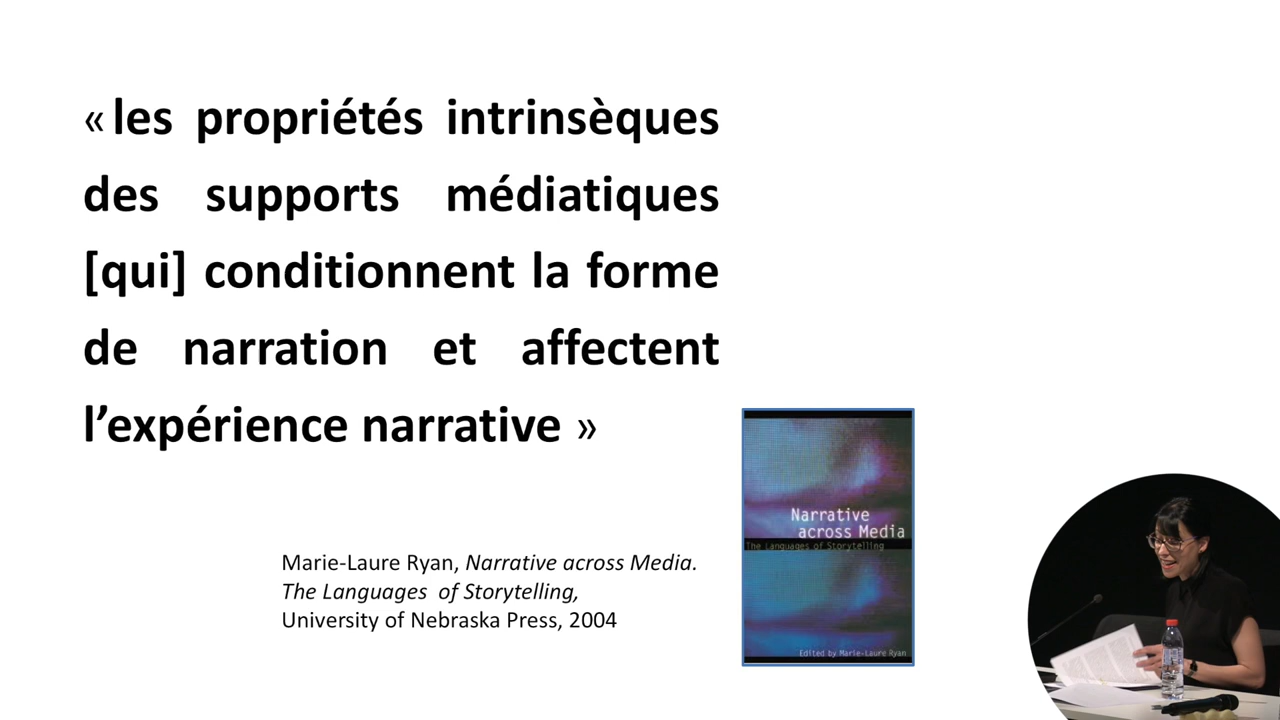 « les propriétés intrinsèques
des supports médiatiques
[qui] conditionnent la forme
de narration et affectent
l’expérience narrative »
Marie-Laure Ryan, Narrative across Media.
The Languages of Storytelling,
University of Nebraska Press, 2004
Narrative
across Media
The Languages of Storytelling
Edited by Marie-Laure Ryan